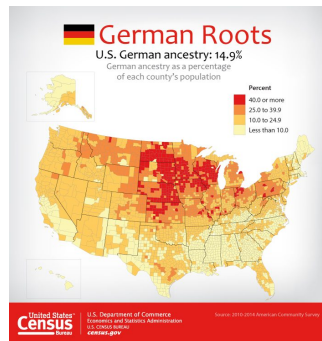 German Roots
U.S. German ancestry: 14.9%
German ancestry as a percentage
of each county's population
Percent
40.0 or more
25.0 to 39.9
10.0 to 24.9
Less than 10.0
United States™
Census
Bureau
U.S. Department of Commerce
Economics and Statistics Administration
U.S. CENSUS BUREAU
census.gov
Source: 2010-2014 American Community Survey